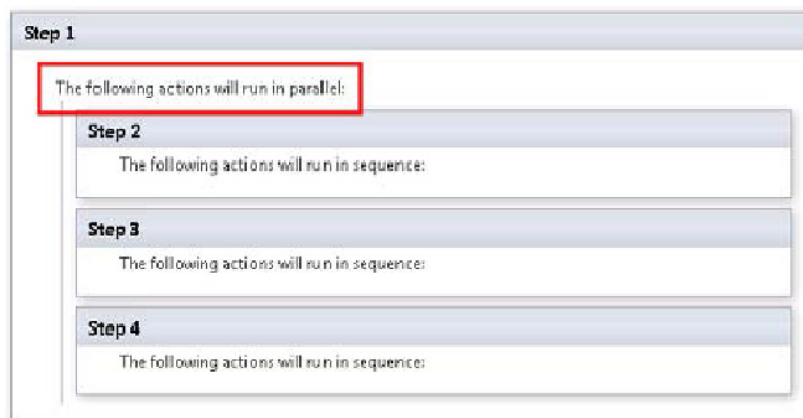 Step 1
The following actions will run in parallel:
Step 2
The following actions will run in sequence:
Step 3
The following actions will run in sequence:
Step 4
The following actions will run in sequence: